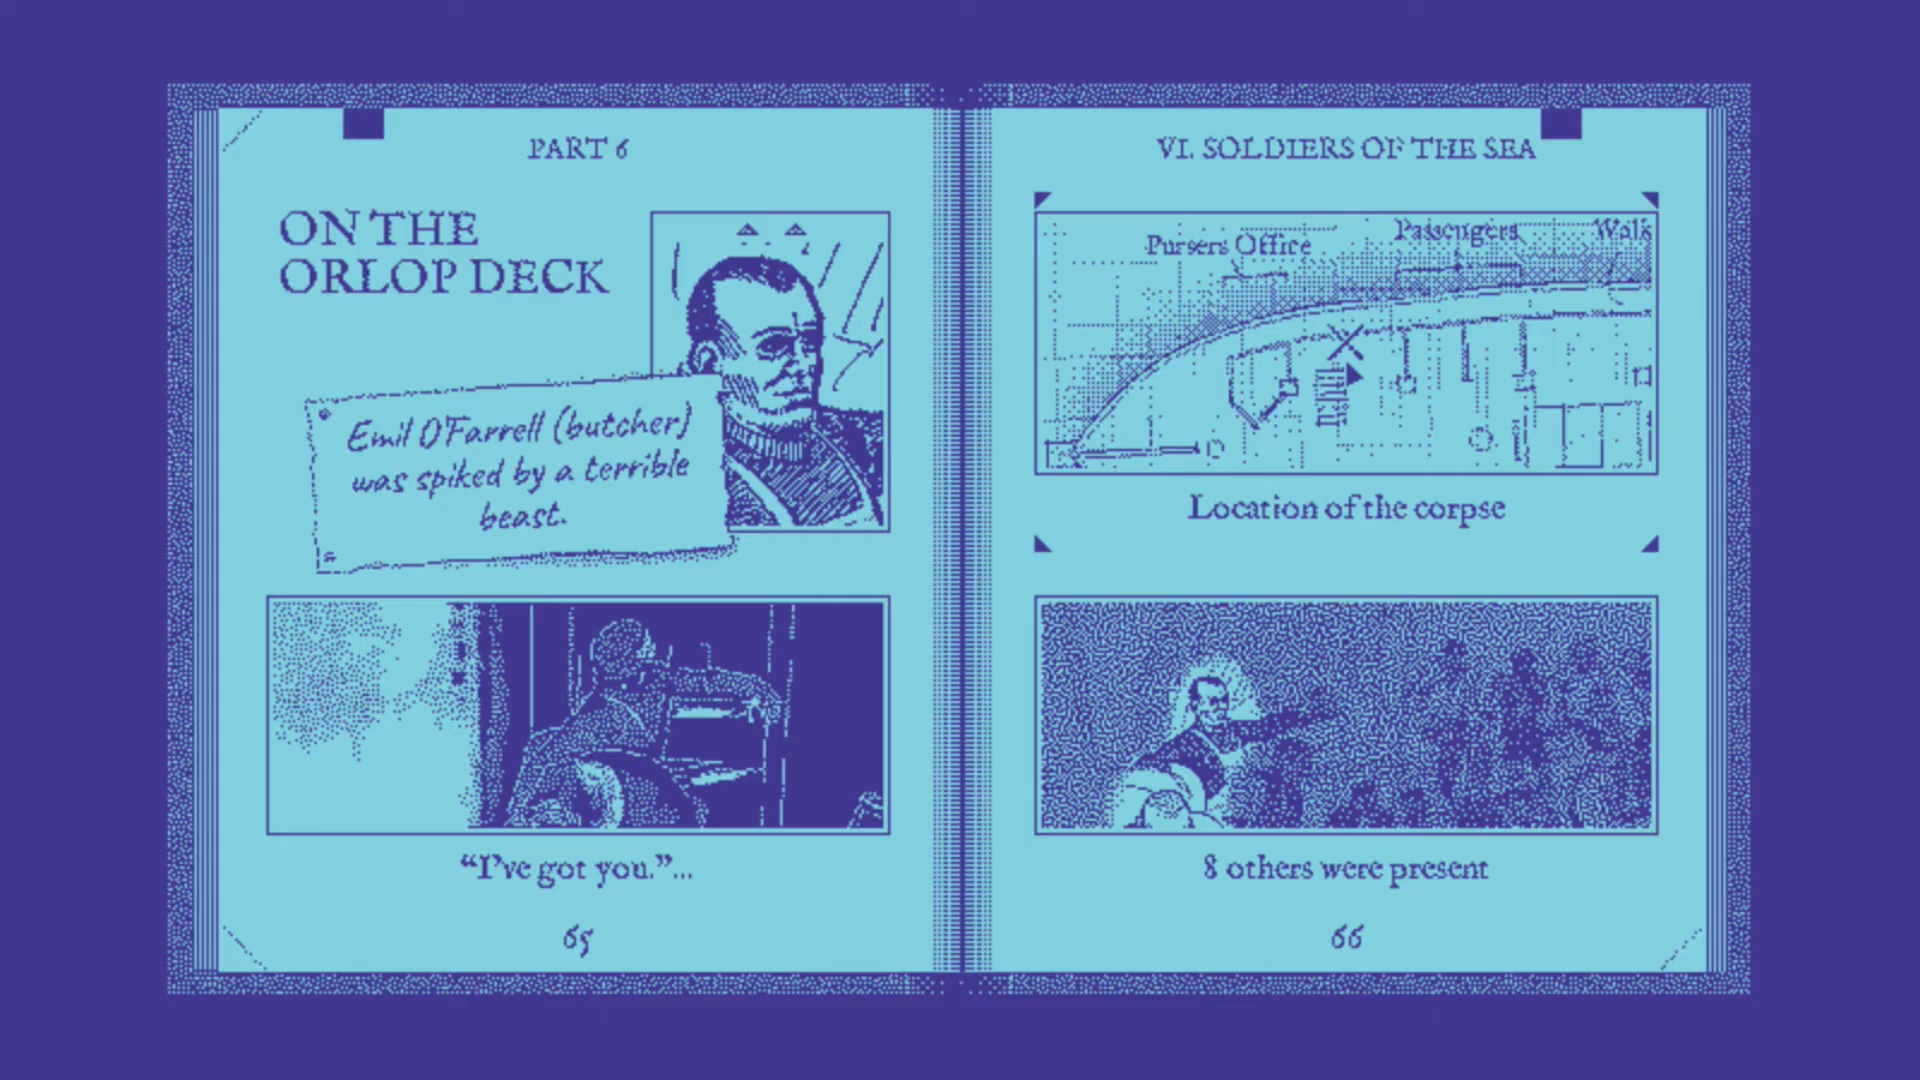 PART 6
ON THE
ORLOP DECK
Emil O'Farrell (butcher)
was spiked by a terrible
beast.
“I’ve got you.”...
65
VI. SOLDIERS OF THE SEA
Pursers Office
Passengers
Walk
Location of the corpse
8 others were present
66